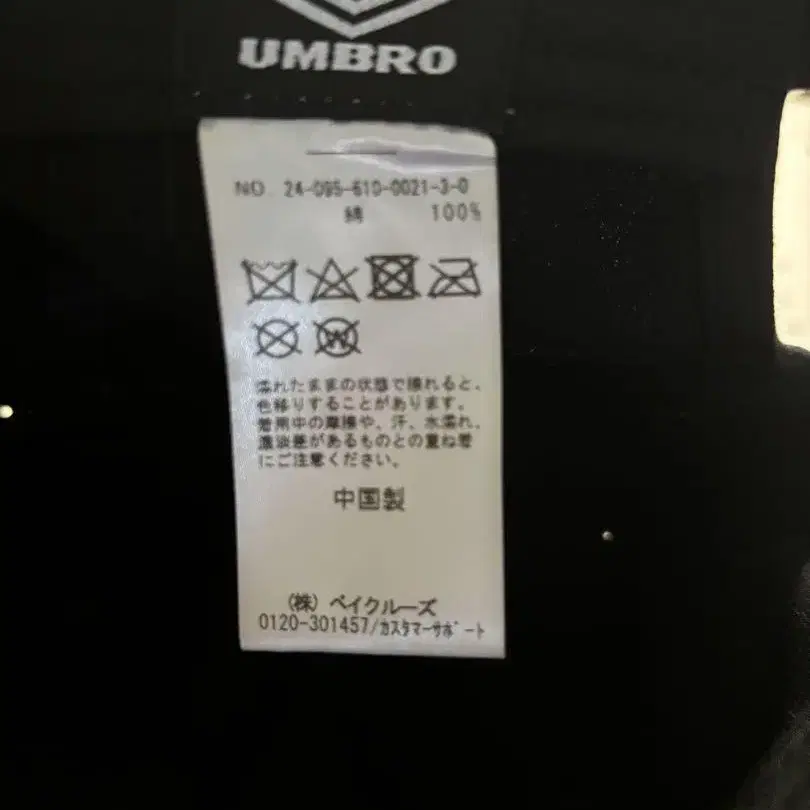 UMBRO
NO. 24-095-610-0021-3-0
綿 100%
W
濡れたままの状態で擦れると、
色移りすることがあります。
着用中の摩擦や、汗、水濡れ、
濃淡差があるものとの重ね着
にご注意ください。
中国製
(株) ベイクルーズ
0120-301457/カスタマーサポート